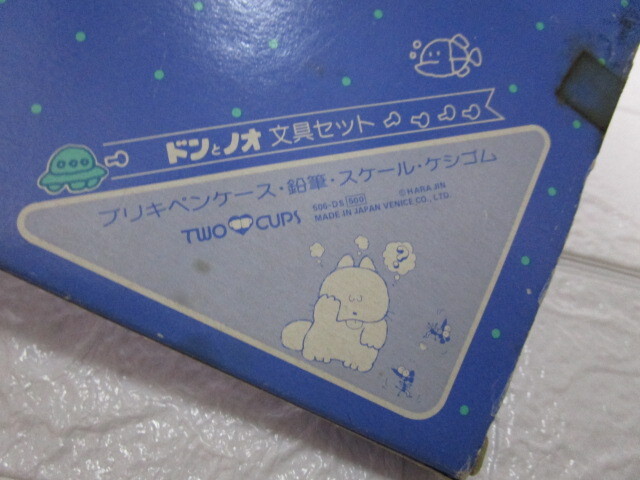 ドンとノオ 文具セット
ブリキペンケース・鉛筆・スケール・ケシゴム
TWO CUPS
505-DS 500 ©HARA JIN
MADE IN JAPAN VENICE CO., LTD.
?